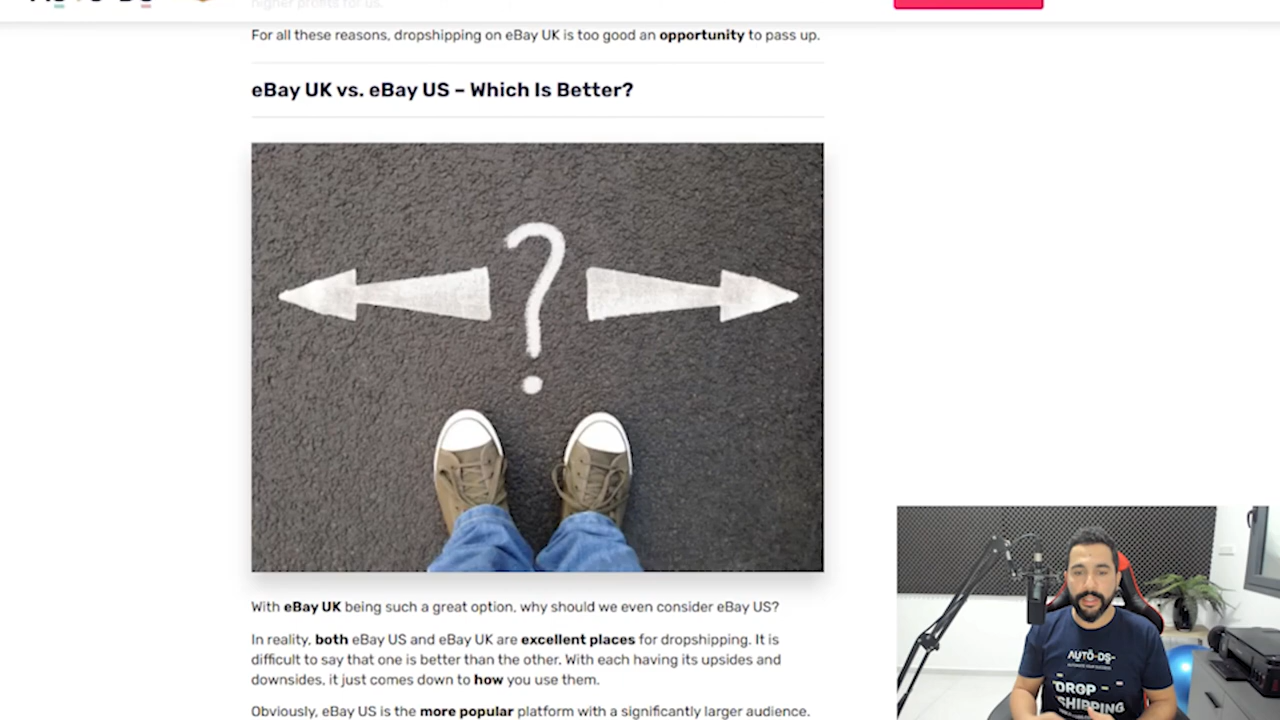 higher profits for us.
For all these reasons, dropshipping on eBay UK is too good an opportunity to pass up.
eBay UK vs. eBay US – Which Is Better?
?
With eBay UK being such a great option, why should we even consider eBay US?
In reality, both eBay US and eBay UK are excellent places for dropshipping. It is
difficult to say that one is better than the other. With each having its upsides and
downsides, it just comes down to how you use them.
Obviously, eBay US is the more popular platform with a significantly larger audience.
AUTO-DS
DROP
SHIPPING